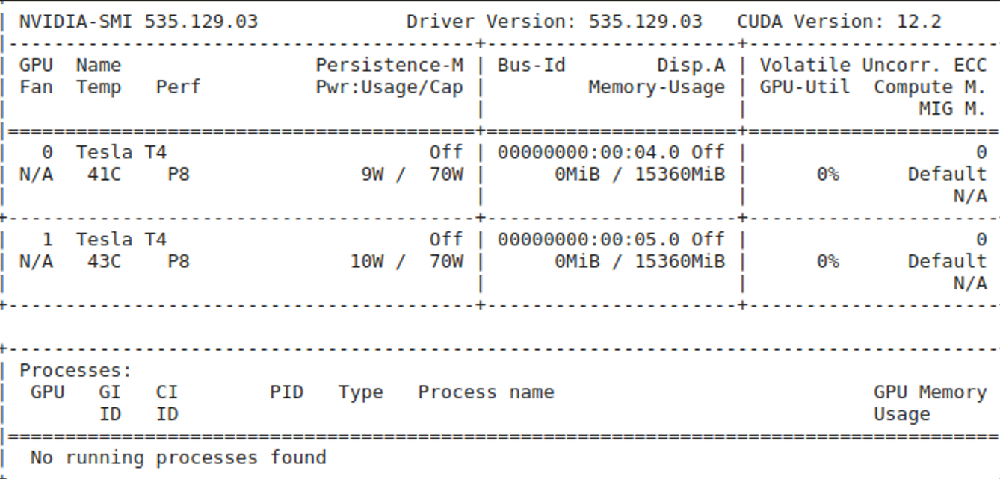 | NVIDIA-SMI 535.129.03             Driver Version: 535.129.03   CUDA Version: 12.2
|-----------------------------------------+----------------------+----------------------
| GPU  Name                 Persistence-M | Bus-Id        Disp.A | Volatile Uncorr. ECC
| Fan  Temp   Perf          Pwr:Usage/Cap |         Memory-Usage | GPU-Util  Compute M.
|                                         |                      |               MIG M.
|=========================================+======================+======================
|   0  Tesla T4                       Off | 00000000:00:04.0 Off |                    0
| N/A   41C    P8               9W /  70W |     0MiB / 15360MiB |      0%      Default
|                                         |                      |                  N/A
+-----------------------------------------+----------------------+----------------------
|   1  Tesla T4                       Off | 00000000:00:05.0 Off |                    0
| N/A   43C    P8              10W /  70W |     0MiB / 15360MiB |      0%      Default
|                                         |                      |                  N/A
+-----------------------------------------+----------------------+----------------------
+---------------------------------------------------------------------------------------
| Processes:
|  GPU   GI   CI        PID   Type   Process name                            GPU Memory
|        ID   ID                                                             Usage
|=======================================================================================
|  No running processes found